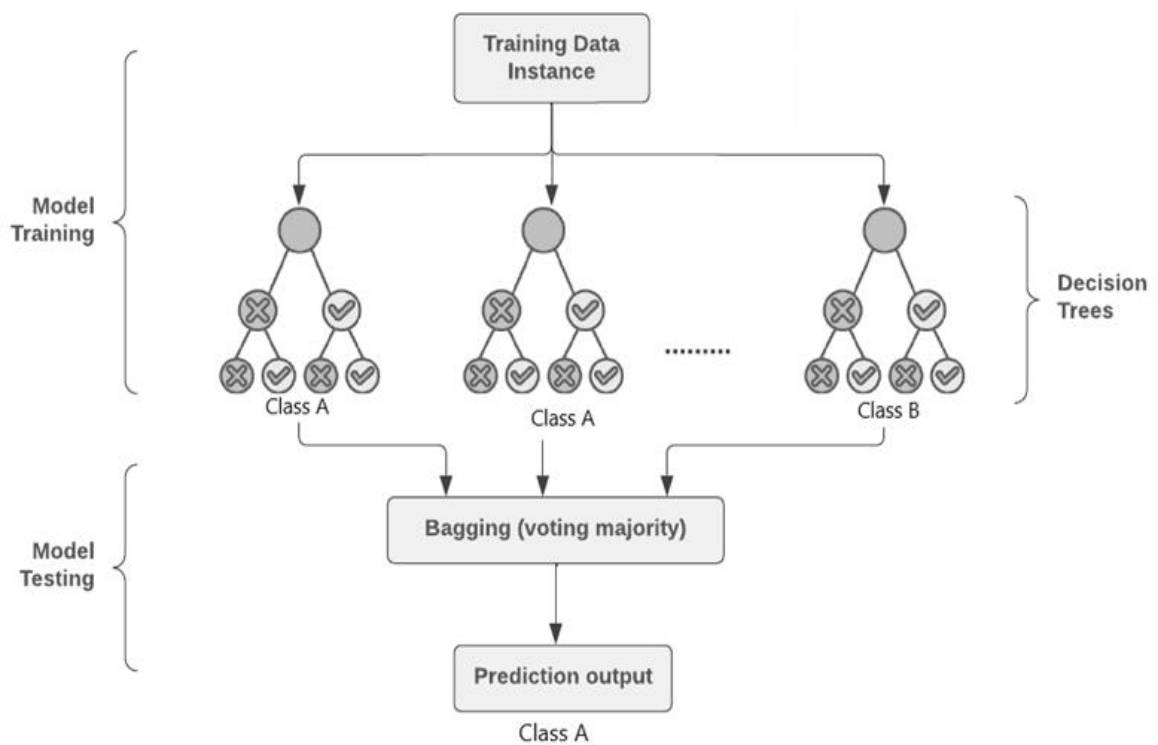 Training Data
Instance
Model
Training
Decision
Trees
.........
Class A
Class A
Class B
Bagging (voting majority)
Model
Testing
Prediction output
Class A